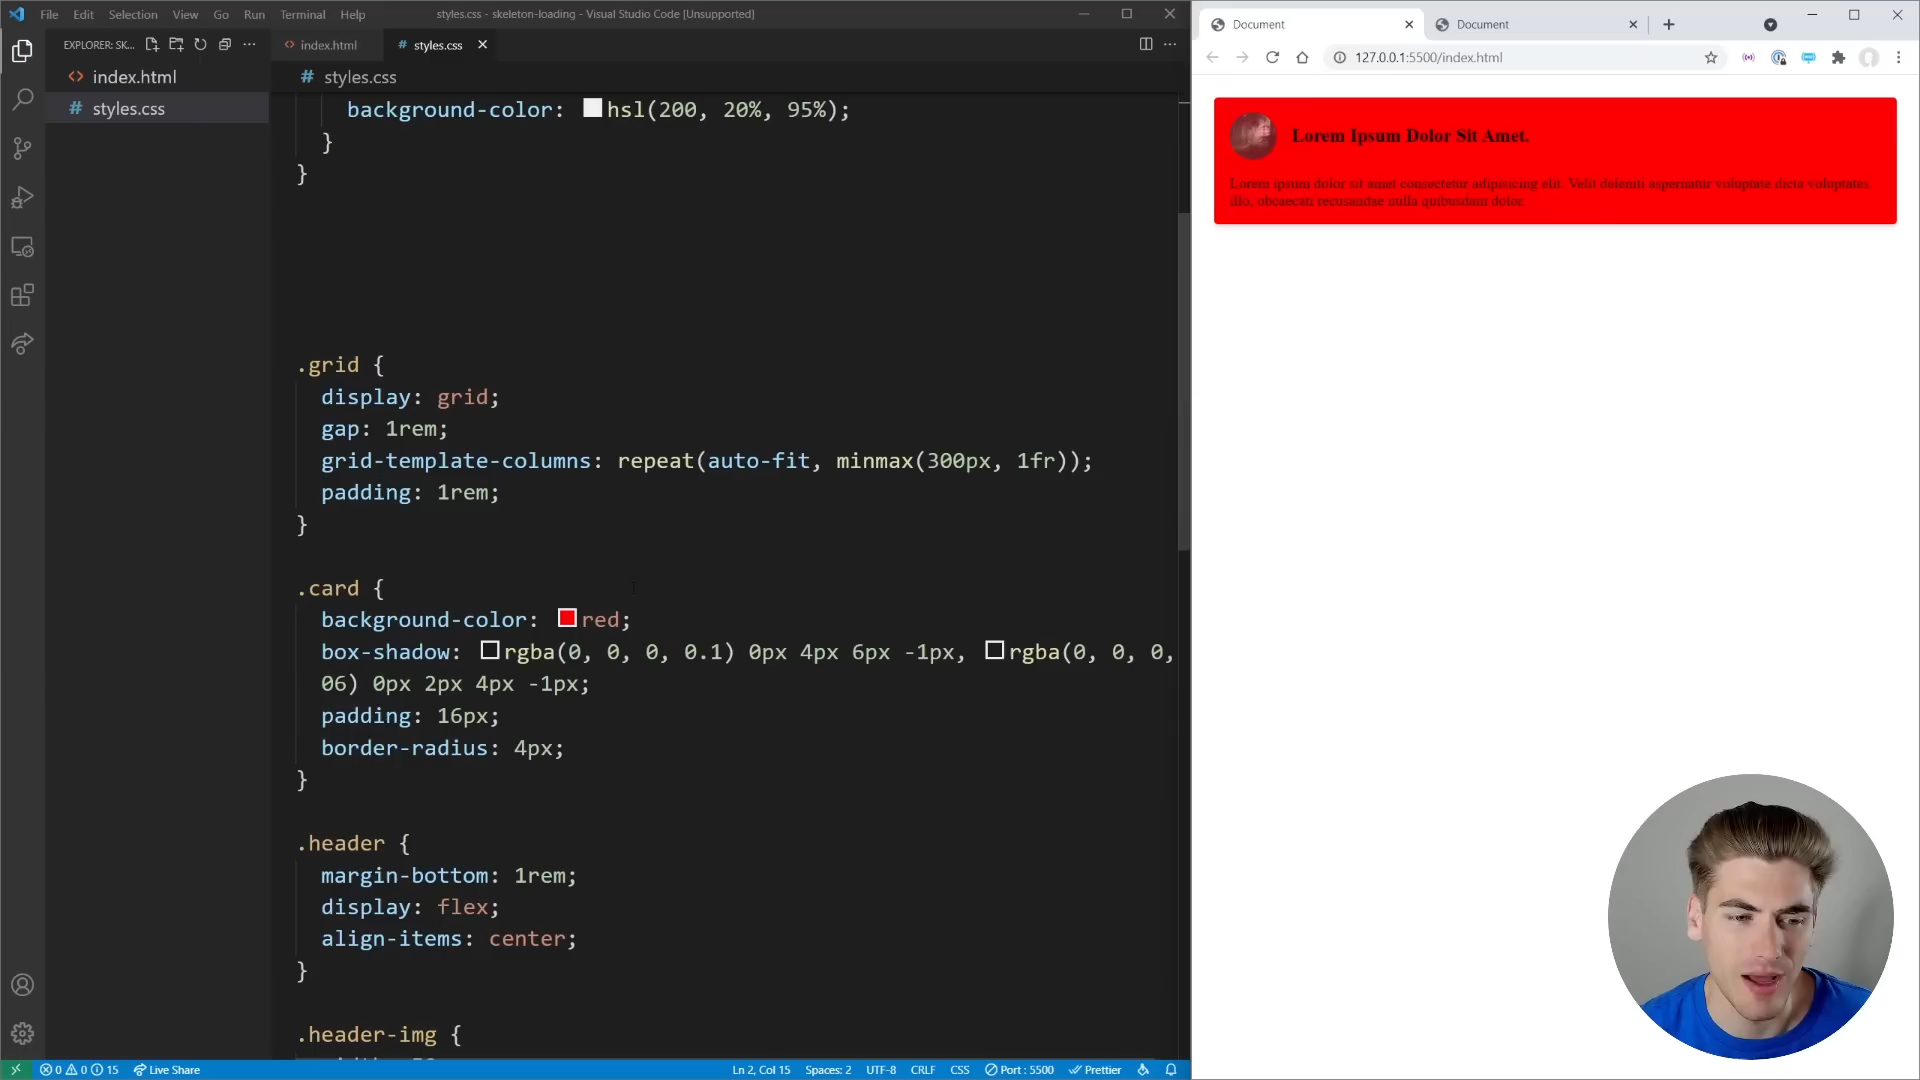 File Edit Selection View Go Run Terminal Help
styles.css - skeleton-loading - Visual Studio Code [Unsupported]
EXPLORER: SK...
index.html
styles.css
index.html
styles.css
styles.css
background-color: hsl(200, 20%, 95%);
}
}
.grid {
display: grid;
gap: 1rem;
grid-template-columns: repeat(auto-fit, minmax(300px, 1fr));
padding: 1rem;
}
.card {
background-color: red;
box-shadow: rgba(0, 0, 0, 0.1) 0px 4px 6px -1px, rgba(0, 0, 0,
06) 0px 2px 4px -1px;
padding: 16px;
border-radius: 4px;
}
.header {
margin-bottom: 1rem;
display: flex;
align-items: center;
}
.header-img {
0 0 15 Live Share
Ln 2, Col 15 Spaces: 2 UTF-8 CRLF CSS Port : 5500 Prettier
Document
Document
127.0.0.1:5500/index.html
Lorem Ipsum Dolor Sit Amet.
Lorem ipsum dolor sit amet consectetur adipisicing elit. Velit deleniti aspernatur voluptate dicta voluptates
illo, obcaecati recusandae nulla quibusdam dolor.